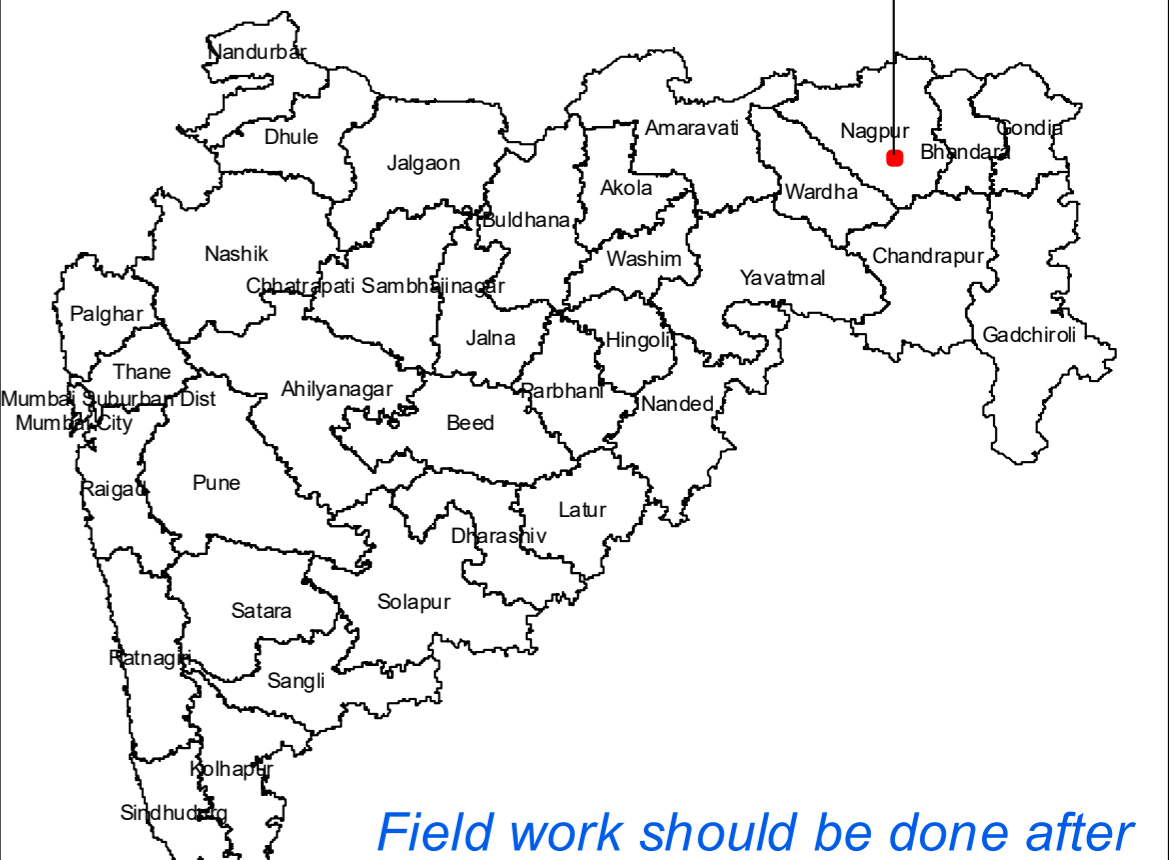 Nandurbar
Dhule
Jalgaon
Amaravati
Nagpur
Gondia
Bhandara
Buldhana
Akola
Wardha
Nashik
Washim
Chandrapur
Chhatrapati Sambhajinagar
Yavatmal
Palghar
Jalna
Hingoli
Gadchiroli
Thane
Ahilyanagar
Parbhani
Mumbai Suburban Dist
Mumbai City
Beed
Nanded
Raigad
Pune
Latur
Dharashiv
Satara
Solapur
Ratnagiri
Sangli
Kolhapur
Sindhudurg
Field work should be done after